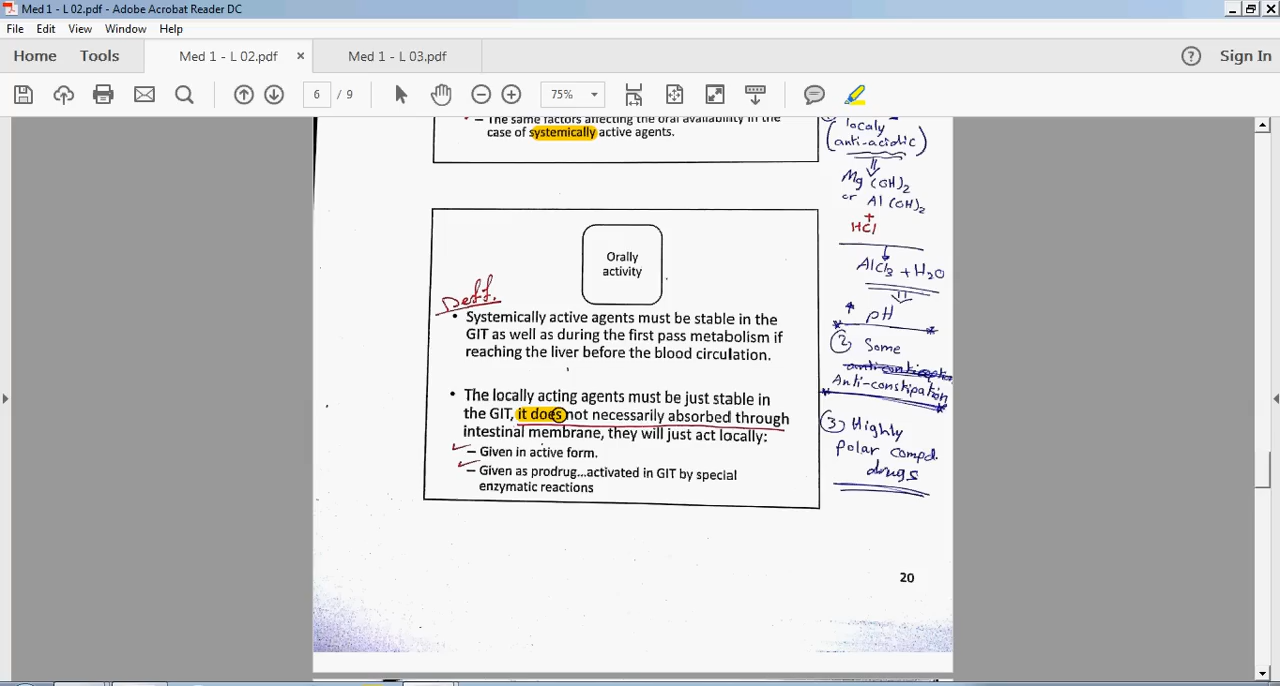 Med 1 - L 02.pdf - Adobe Acrobat Reader DC
File Edit View Window Help
Home Tools Med 1 - L 02.pdf × Med 1 - L 03.pdf Sign In
6 / 9 75%
– The same factors affecting the oral availability in the
case of systemically active agents.
Orally
activity
Deff.
• Systemically active agents must be stable in the
GIT as well as during the first pass metabolism if
reaching the liver before the blood circulation.
• The locally acting agents must be just stable in
the GIT, it does not necessarily absorbed through
intestinal membrane, they will just act locally:
– Given in active form.
– Given as prodrug...activated in GIT by special
enzymatic reactions
20
localy
(anti-acidic)
Mg (OH)2
or Al (OH)2
+
HCl
AlCl3 + H2O
↑ pH
② Some
Anti-constipation
③ Highly
polar compd.
drugs